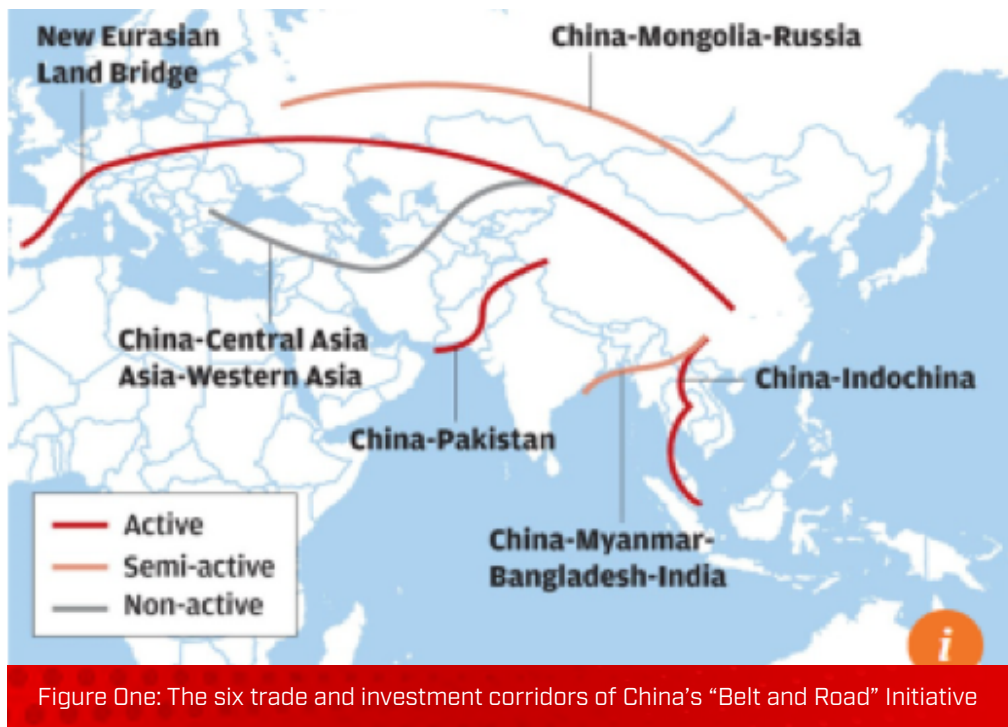 New Eurasian
Land Bridge
China-Mongolia-Russia
China-Central Asia
Asia-Western Asia
China-Pakistan
China-Indochina
China-Myanmar-
Bangladesh-India
Active
Semi-active
Non-active
i
Figure One: The six trade and investment corridors of China's “Belt and Road” Initiative